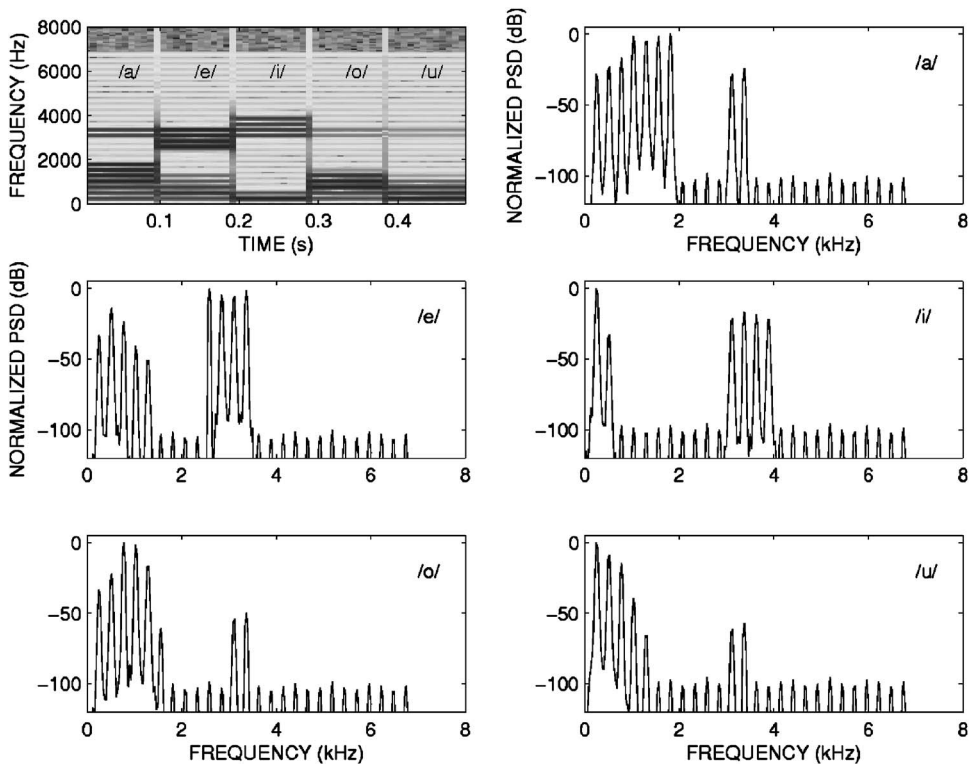 FREQUENCY (Hz)
8000
6000
4000
2000
0
/a/ /e/ /i/ /o/ /u/
0.1 0.2 0.3 0.4
TIME (s)
NORMALIZED PSD (dB)
0
−50
−100
/a/
0 2 4 6 8
FREQUENCY (kHz)
NORMALIZED PSD (dB)
0
−50
−100
/e/
0 2 4 6 8
NORMALIZED PSD (dB)
0
−50
−100
/i/
0 2 4 6 8
0
−50
−100
/o/
0 2 4 6 8
FREQUENCY (kHz)
0
−50
−100
/u/
0 2 4 6 8
FREQUENCY (kHz)